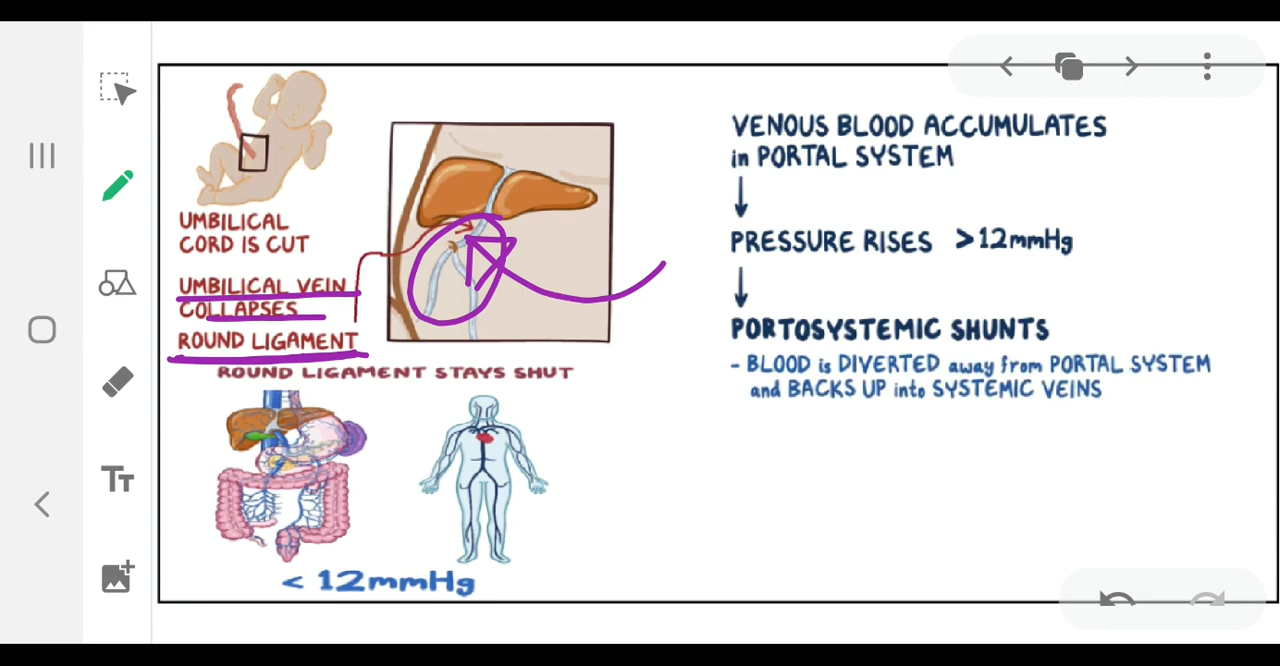 UMBILICAL
CORD IS CUT
UMBILICAL VEIN
COLLAPSES
ROUND LIGAMENT
ROUND LIGAMENT STAYS SHUT
< 12mmHg
VENOUS BLOOD ACCUMULATES
in PORTAL SYSTEM
↓
PRESSURE RISES >12mmHg
↓
PORTOSYSTEMIC SHUNTS
- BLOOD is DIVERTED away from PORTAL SYSTEM
and BACKS UP into SYSTEMIC VEINS
TT